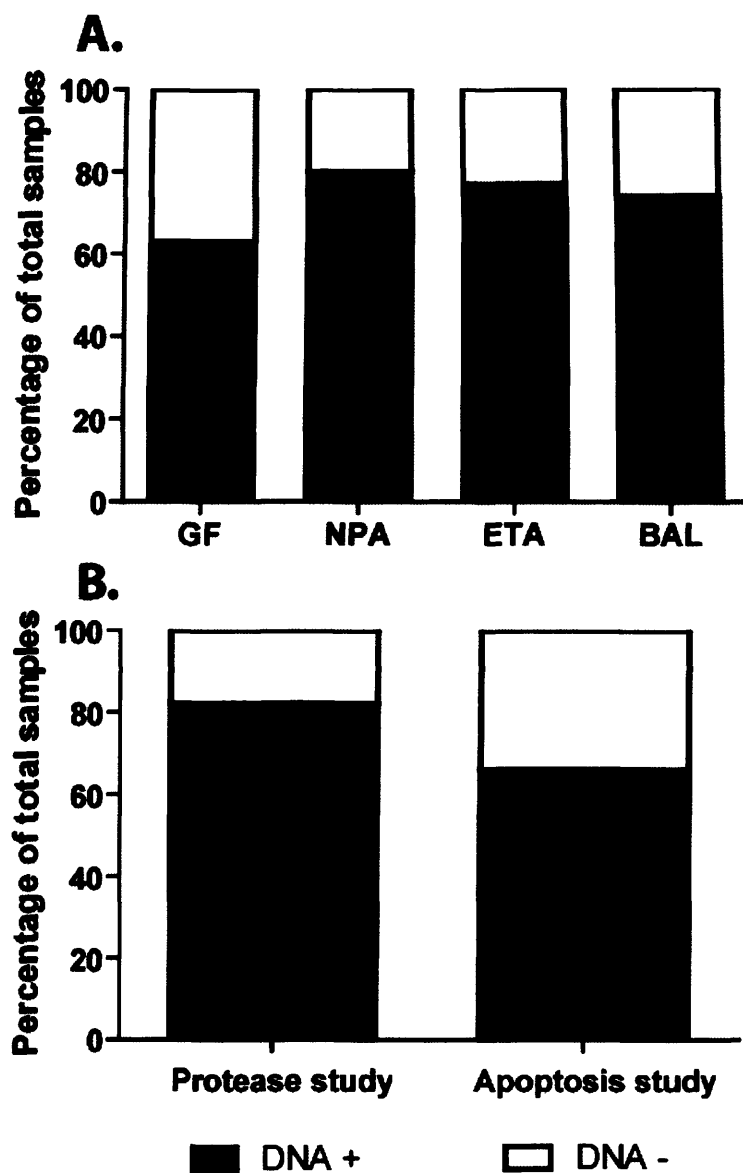 A.
Percentage of total samples
100
80
60
40
20
0
GF NPA ETA BAL
B.
Percentage of total samples
100
80
60
40
20
0
Protease study Apoptosis study
DNA + DNA -